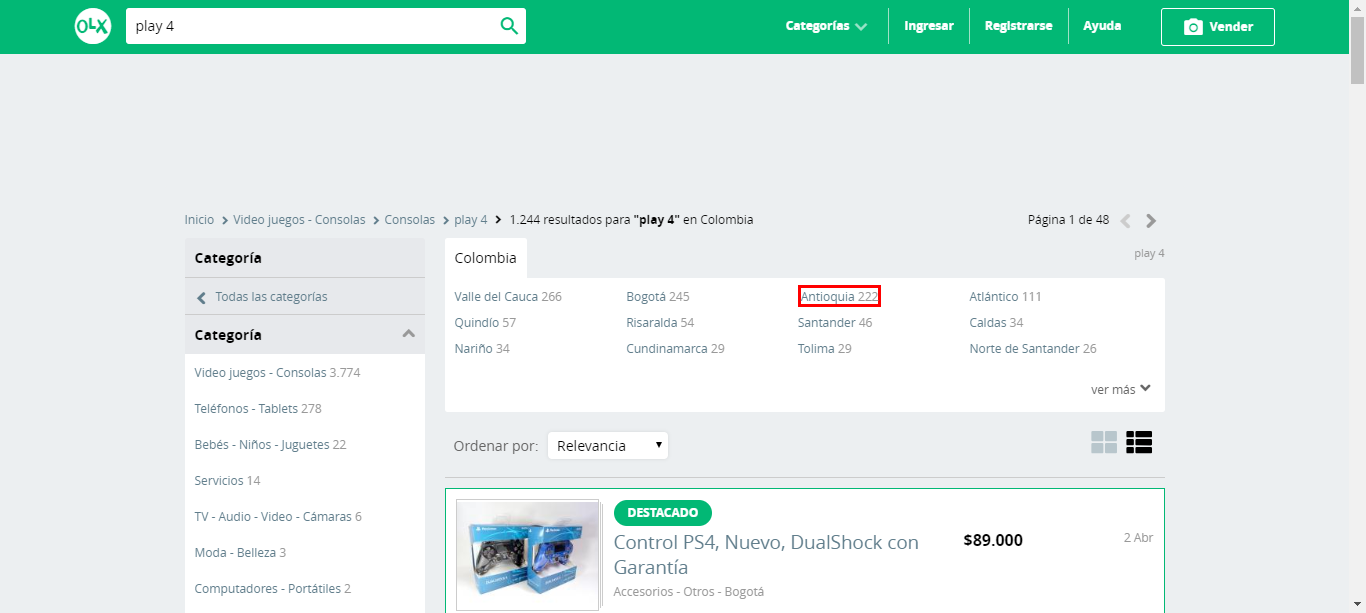 OLX
play 4
Categorías
Ingresar
Registrarse
Ayuda
Vender
Inicio > Video juegos - Consolas > Consolas > play 4 > 1.244 resultados para "play 4" en Colombia
Página 1 de 48
Categoría
Todas las categorías
Categoría
Video juegos - Consolas 3.774
Teléfonos - Tablets 278
Bebés - Niños - Juguetes 22
Servicios 14
TV - Audio - Video - Cámaras 6
Moda - Belleza 3
Computadores - Portátiles 2
Colombia
play 4
Valle del Cauca 266 Bogotá 245 Antioquia 222 Atlántico 111
Quindío 57 Risaralda 54 Santander 46 Caldas 34
Nariño 34 Cundinamarca 29 Tolima 29 Norte de Santander 26
ver más
Ordenar por: Relevancia
DESTACADO
Control PS4, Nuevo, DualShock con
Garantía
$89.000
2 Abr
Accesorios - Otros - Bogotá